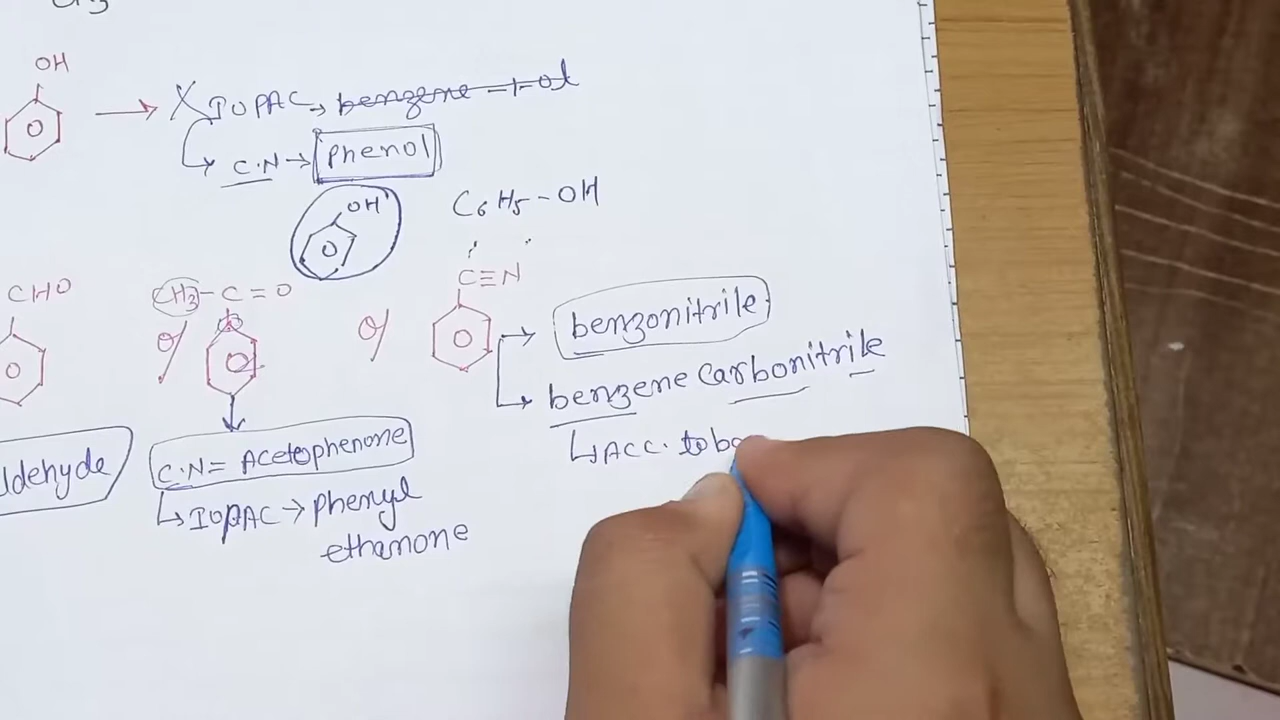 CH3
OH
X IUPAC → benzene-1-ol
C.N → Phenol
OH
C6H5-OH
C≡N
CHO
CH3-C=O
benzonitrile
benzene carbonitrile
Acc. to
ldehyde
C.N = Acetophenone
IUPAC → phenyl
ethanone